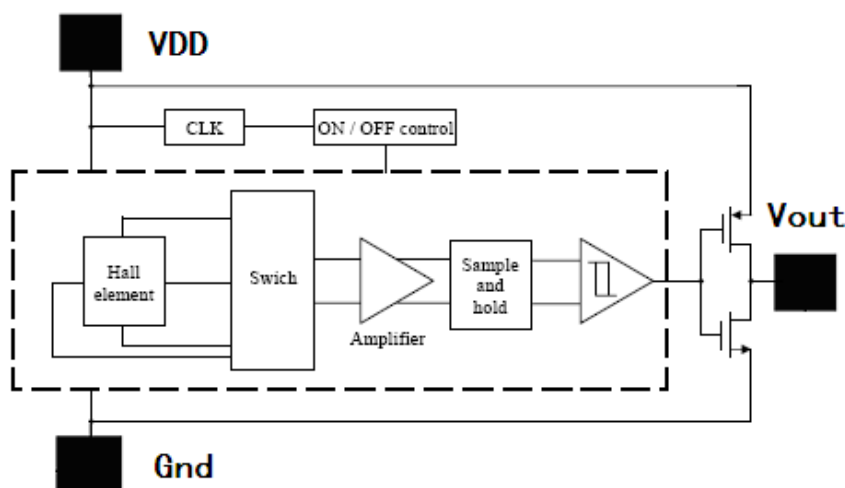 VDD
CLK
ON / OFF control
Vout
Hall
element
Swich
Sample
and
hold
Amplifier
Gnd